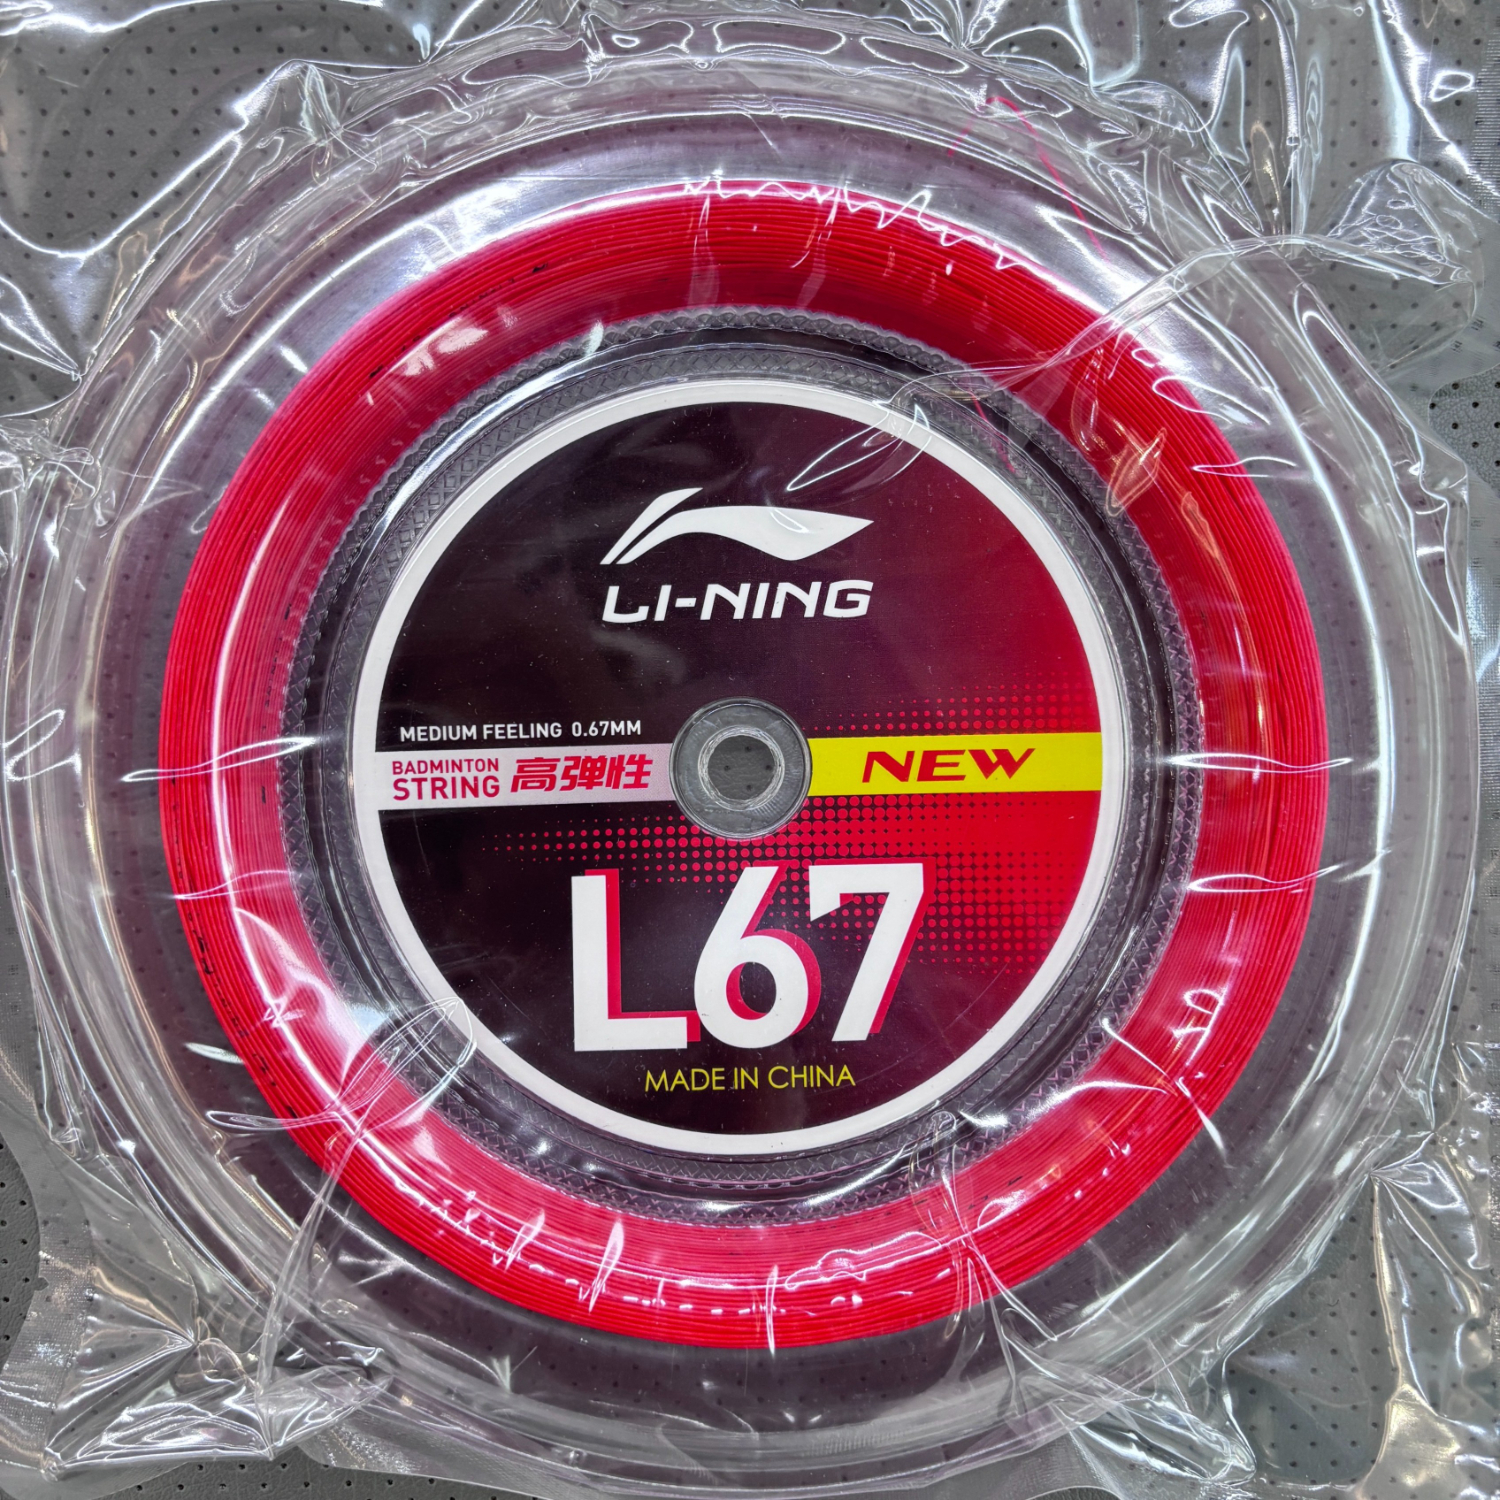 LI-NING
MEDIUM FEELING 0.67MM
BADMINTON
STRING 高弹性
NEW
L67
MADE IN CHINA